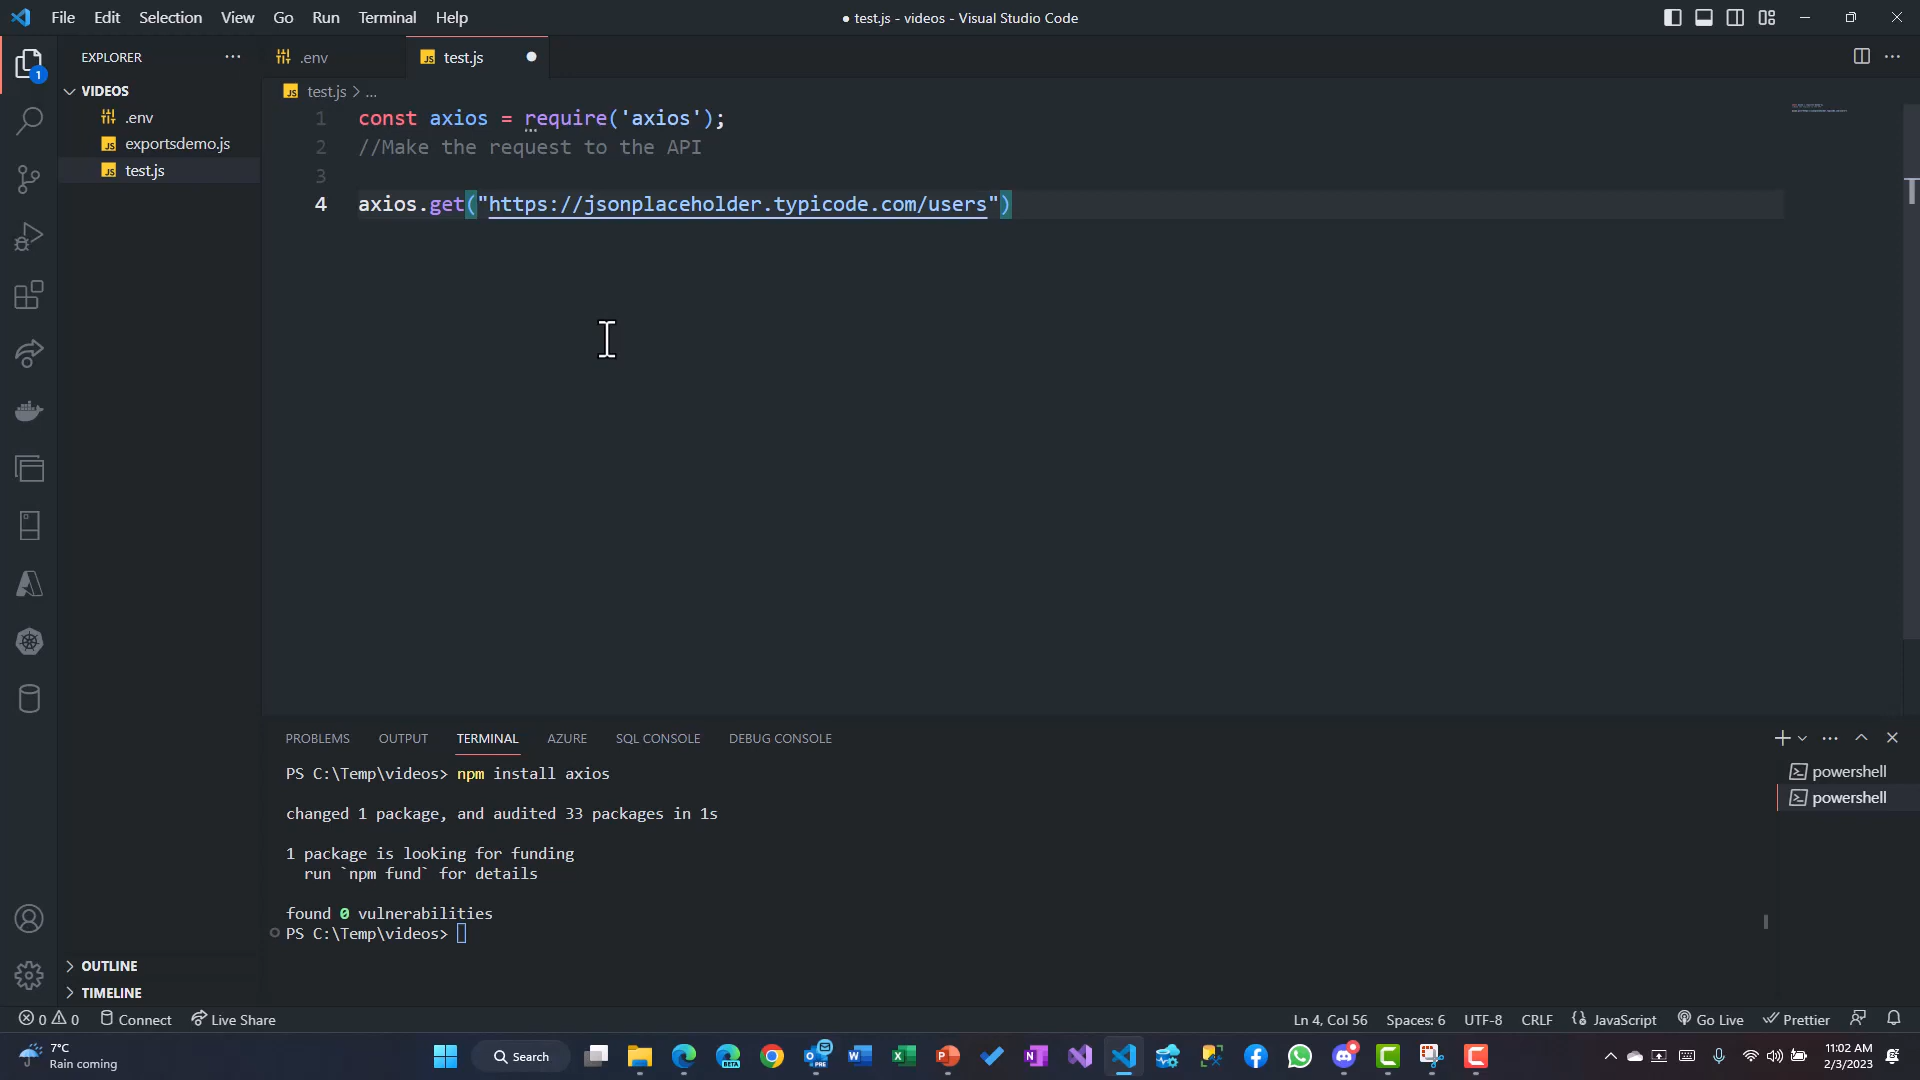 File Edit Selection View Go Run Terminal Help
● test.js - videos - Visual Studio Code
EXPLORER
VIDEOS
.env
exportsdemo.js
test.js
.env
test.js
test.js > ...
1 const axios = require('axios');
2 //Make the request to the API
3
4 axios.get("https://jsonplaceholder.typicode.com/users")
PROBLEMS OUTPUT TERMINAL AZURE SQL CONSOLE DEBUG CONSOLE
PS C:\Temp\videos> npm install axios
changed 1 package, and audited 33 packages in 1s
1 package is looking for funding
run `npm fund` for details
found 0 vulnerabilities
PS C:\Temp\videos>
powershell
powershell
OUTLINE
TIMELINE
0 0 Connect Live Share
Ln 4, Col 56 Spaces: 6 UTF-8 CRLF JavaScript Go Live Prettier
7°C
Rain coming
Search
11:02 AM
2/3/2023